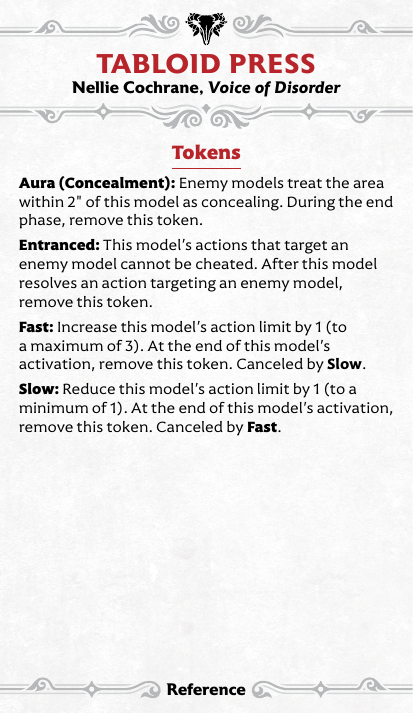 TABLOID PRESS
Nellie Cochrane, Voice of Disorder
Tokens
Aura (Concealment): Enemy models treat the area
within 2" of this model as concealing. During the end
phase, remove this token.
Entranced: This model's actions that target an
enemy model cannot be cheated. After this model
resolves an action targeting an enemy model,
remove this token.
Fast: Increase this model's action limit by 1 (to
a maximum of 3). At the end of this model's
activation, remove this token. Canceled by Slow.
Slow: Reduce this model's action limit by 1 (to a
minimum of 1). At the end of this model's activation,
remove this token. Canceled by Fast.
Reference